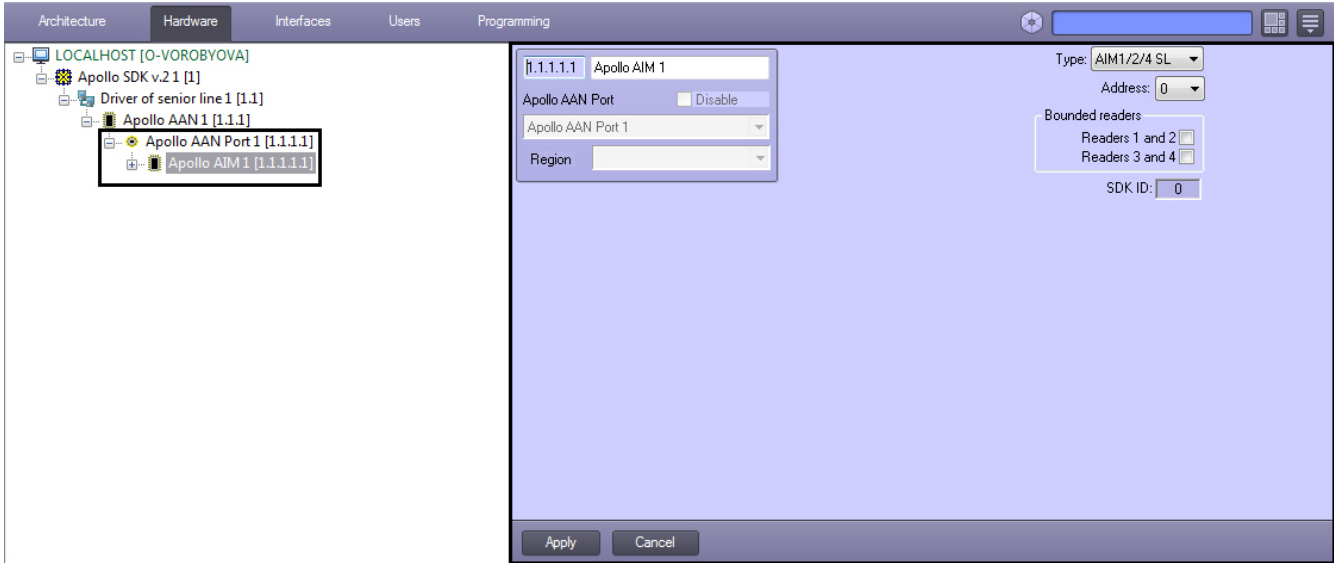 Architecture Hardware Interfaces Users Programming
LOCALHOST [O-VOROBYOVA]
Apollo SDK v.2 1 [1]
Driver of senior line 1 [1.1]
Apollo AAN 1 [1.1.1]
Apollo AAN Port 1 [1.1.1.1]
Apollo AIM 1 [1.1.1.1.1]
1.1.1.1.1 Apollo AIM 1
Apollo AAN Port Disable
Apollo AAN Port 1
Region
Type: AIM1/2/4 SL
Address: 0
Bounded readers
Readers 1 and 2
Readers 3 and 4
SDK ID: 0
Apply Cancel